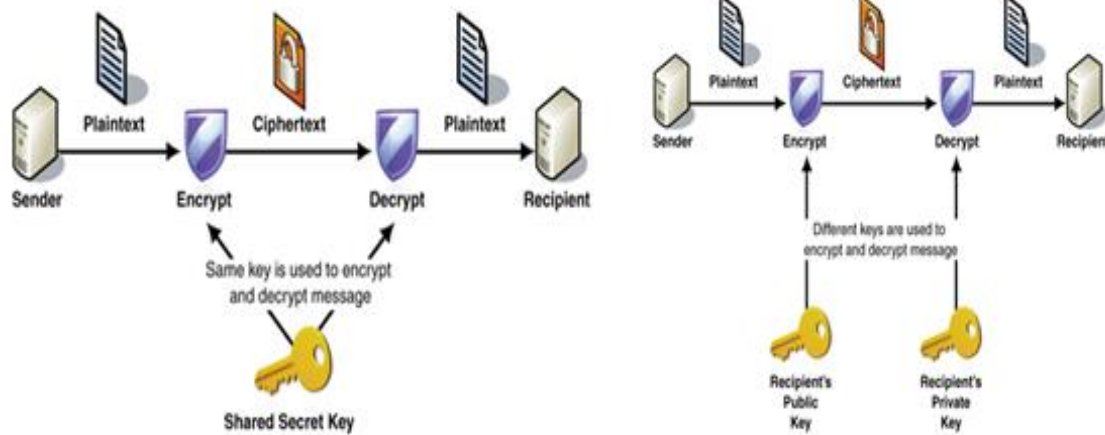 Plaintext
Ciphertext
Plaintext
Sender
Encrypt
Decrypt
Recipient
Same key is used to encrypt
and decrypt message
Shared Secret Key
Plaintext
Ciphertext
Plaintext
Sender
Encrypt
Decrypt
Recipien
Different keys are used to
encrypt and decrypt message
Recipient's
Public
Key
Recipient's
Private
Key